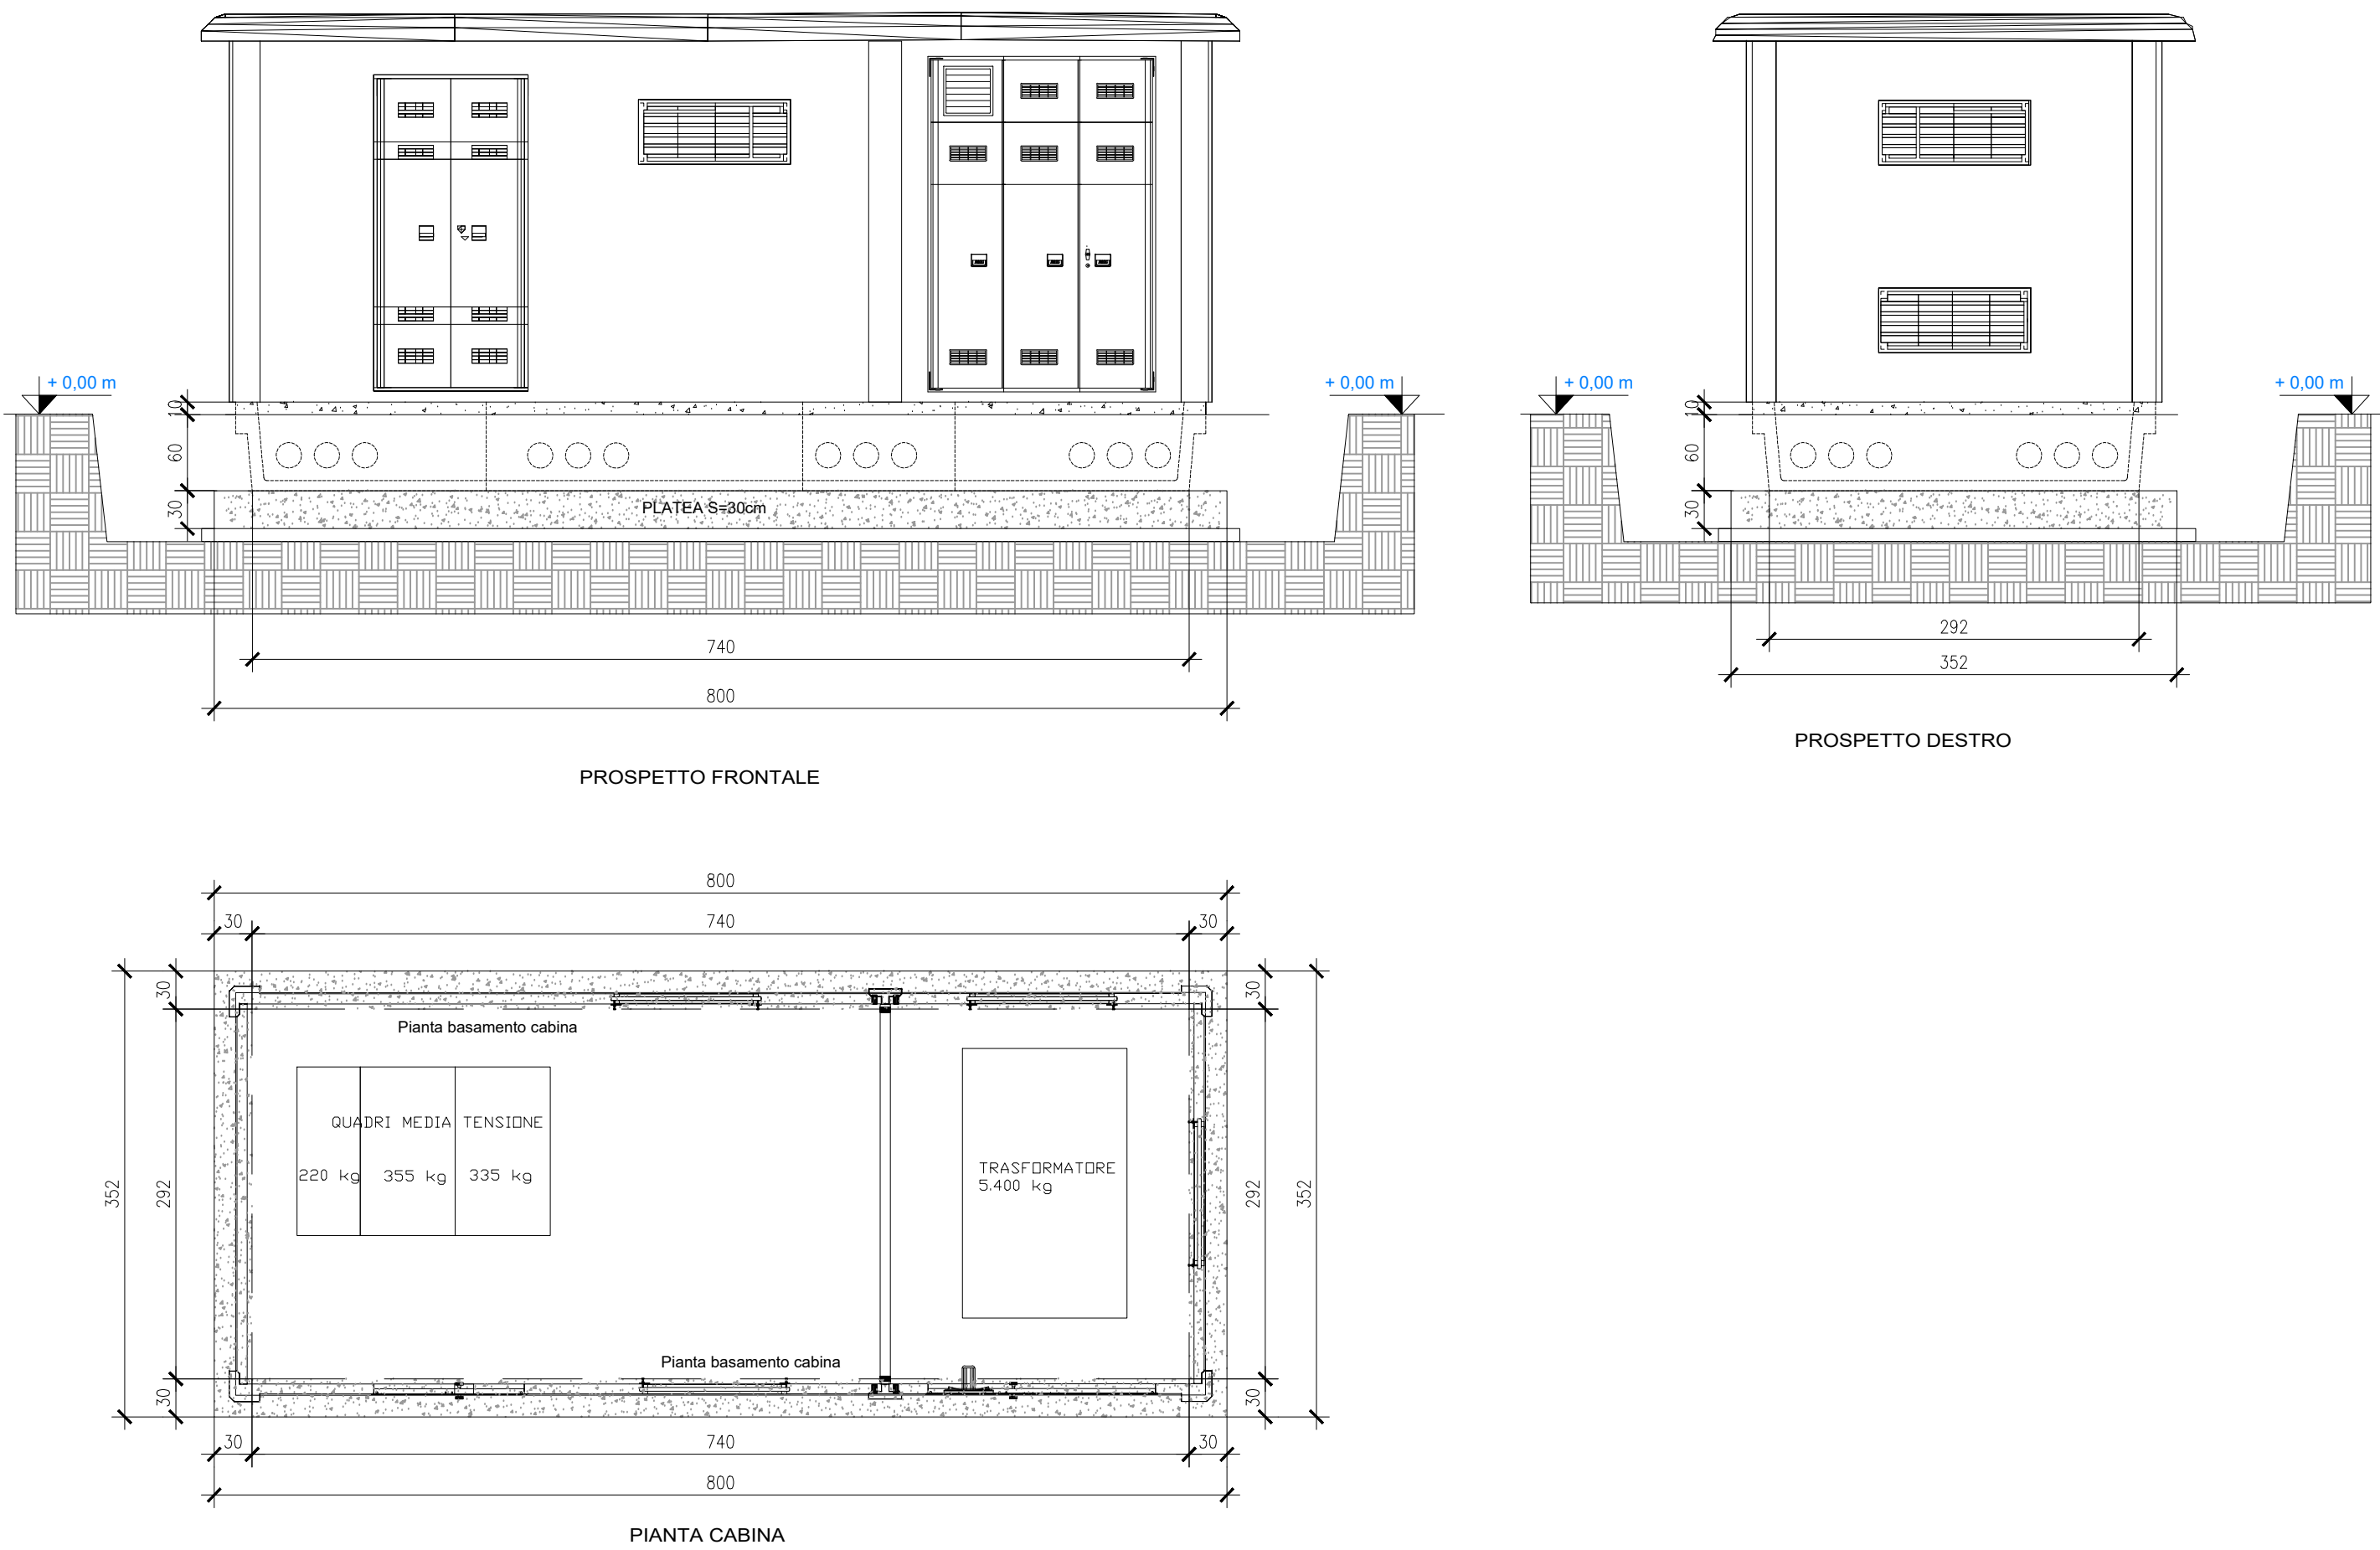 + 0,00 m
+ 0,00 m
10
60
30
PLATEA S=30cm
740
800
PROSPETTO FRONTALE
+ 0,00 m
+ 0,00 m
10
60
30
292
352
PROSPETTO DESTRO
800
30
740
30
30
30
Pianta basamento cabina
QUADRI MEDIA TENSIONE
220 kg
355 kg
335 kg
TRASFORMATORE
5.400 kg
352
292
292
352
Pianta basamento cabina
30
30
30
740
30
800
PIANTA CABINA